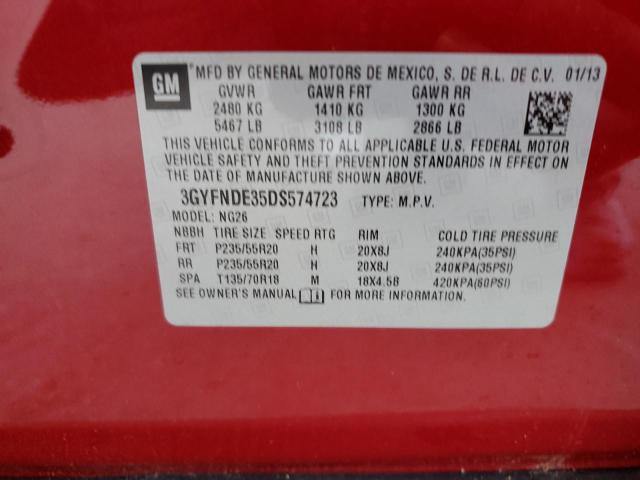 GM MFD BY GENERAL MOTORS DE MEXICO, S. DE R.L. DE C.V. 01/13
GVWR GAWR FRT GAWR RR
2480 KG 1410 KG 1300 KG
5467 LB 3108 LB 2866 LB
THIS VEHICLE CONFORMS TO ALL APPLICABLE U.S. FEDERAL MOTOR
VEHICLE SAFETY AND THEFT PREVENTION STANDARDS IN EFFECT ON
THE DATE OF MANUFACTURE SHOWN ABOVE.
3GYFNDE35DS574723 TYPE: M.P.V.
MODEL: NG26
NBBH TIRE SIZE SPEED RTG RIM COLD TIRE PRESSURE
FRT P235/55R20 H 20X8J 240KPA(35PSI)
RR P235/55R20 H 20X8J 240KPA(35PSI)
SPA T135/70R18 M 18X4.5B 420KPA(60PSI)
SEE OWNER'S MANUAL FOR MORE INFORMATION.